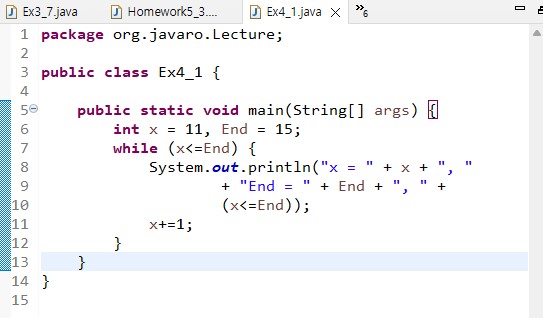 Ex3_7.java Homework5_3.... Ex4_1.java »6
1 package org.javaro.Lecture;
2
3 public class Ex4_1 {
4
5 public static void main(String[] args) {
6 int x = 11, End = 15;
7 while (x<=End) {
8 System.out.println("x = " + x + ", "
9 + "End = " + End + ", " +
10 (x<=End));
11 x+=1;
12 }
13 }
14 }
15